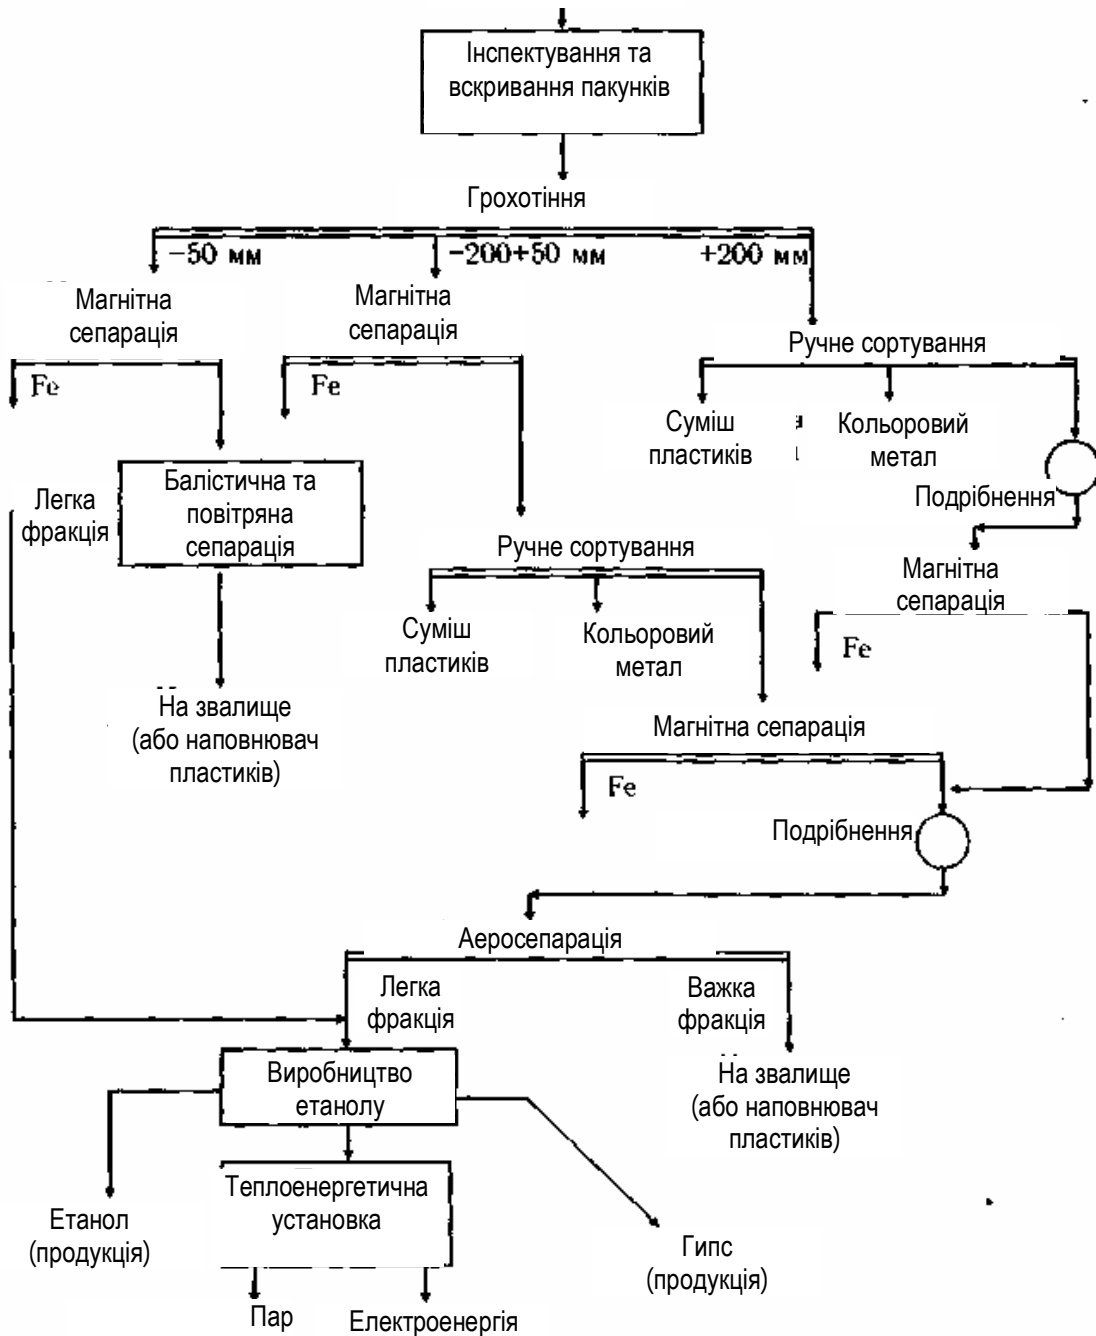 Інспектування та
вскривання пакунків
Грохотіння
−50 мм
−200+50 мм
+200 мм
Магнітна
сепарація
Магнітна
сепарація
Ручне сортування
Fe
Fe
Суміш
пластиків
Кольоровий
метал
Подрібнення
Легка
фракція
Балістична та
повітряна
сепарація
Ручне сортування
Магнітна
сепарація
Суміш
пластиків
Кольоровий
метал
Fe
На звалище
(або наповнювач
пластиків)
Магнітна сепарація
Fe
Подрібнення
Аеросепарація
Легка
фракція
Важка
фракція
Виробництво
етанолу
На звалище
(або наповнювач
пластиків)
Теплоенергетична
установка
Етанол
(продукція)
Гипс
(продукція)
Пар
Електроенергія